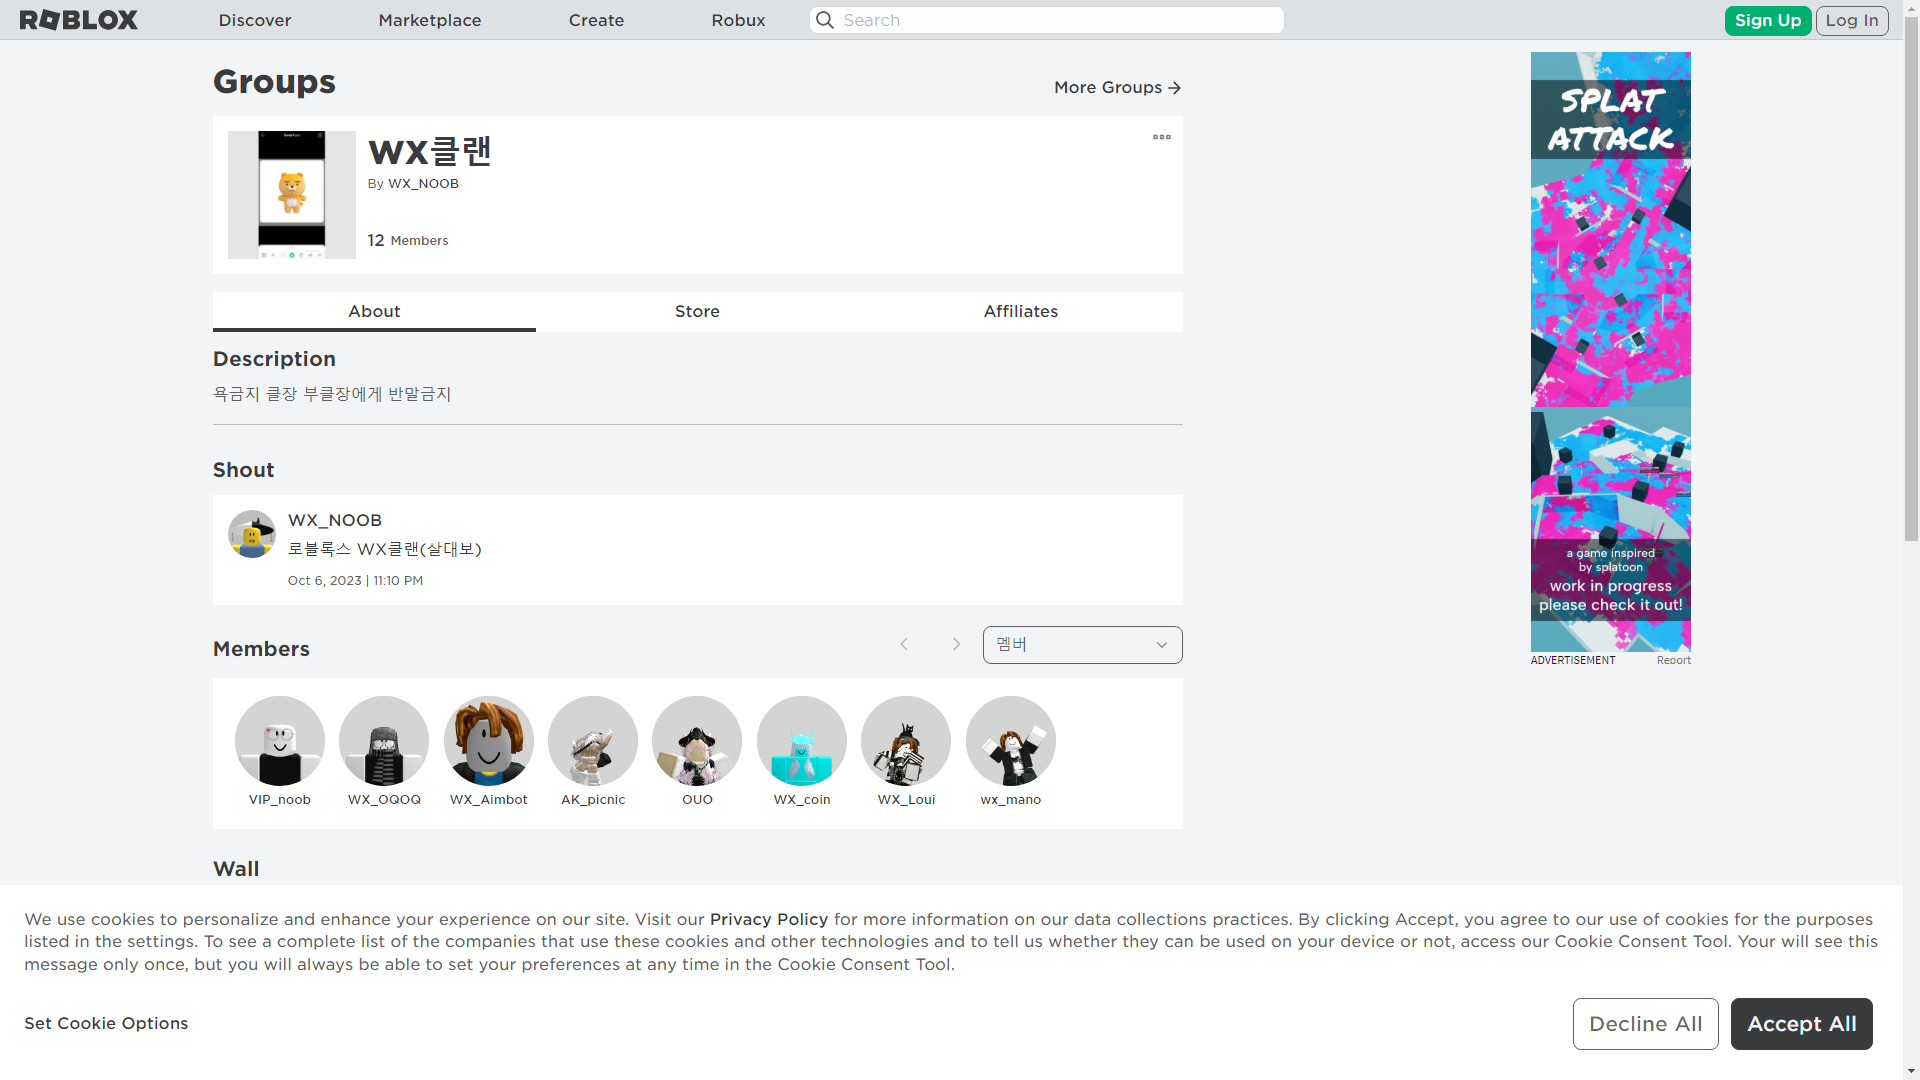 ROBLOX
Discover
Marketplace
Create
Robux
Search
Sign Up
Log In
Groups
More Groups
WX클랜
By WX_NOOB
12 Members
About
Store
Affiliates
Description
욕금지 클장 부클장에게 반말금지
Shout
WX_NOOB
로블록스 WX클랜(살대보)
Oct 6, 2023 | 11:10 PM
Members
멤버
VIP_noob
WX_OQOQ
WX_Aimbot
AK_picnic
OUO
WX_coin
WX_Loui
wx_mano
Wall
SPLAT
ATTACK
a game inspired
by splatoon
work in progress
please check it out!
ADVERTISEMENT
Report
We use cookies to personalize and enhance your experience on our site. Visit our Privacy Policy for more information on our data collections practices. By clicking Accept, you agree to our use of cookies for the purposes
listed in the settings. To see a complete list of the companies that use these cookies and other technologies and to tell us whether they can be used on your device or not, access our Cookie Consent Tool. Your will see this
message only once, but you will always be able to set your preferences at any time in the Cookie Consent Tool.
Set Cookie Options
Decline All
Accept All